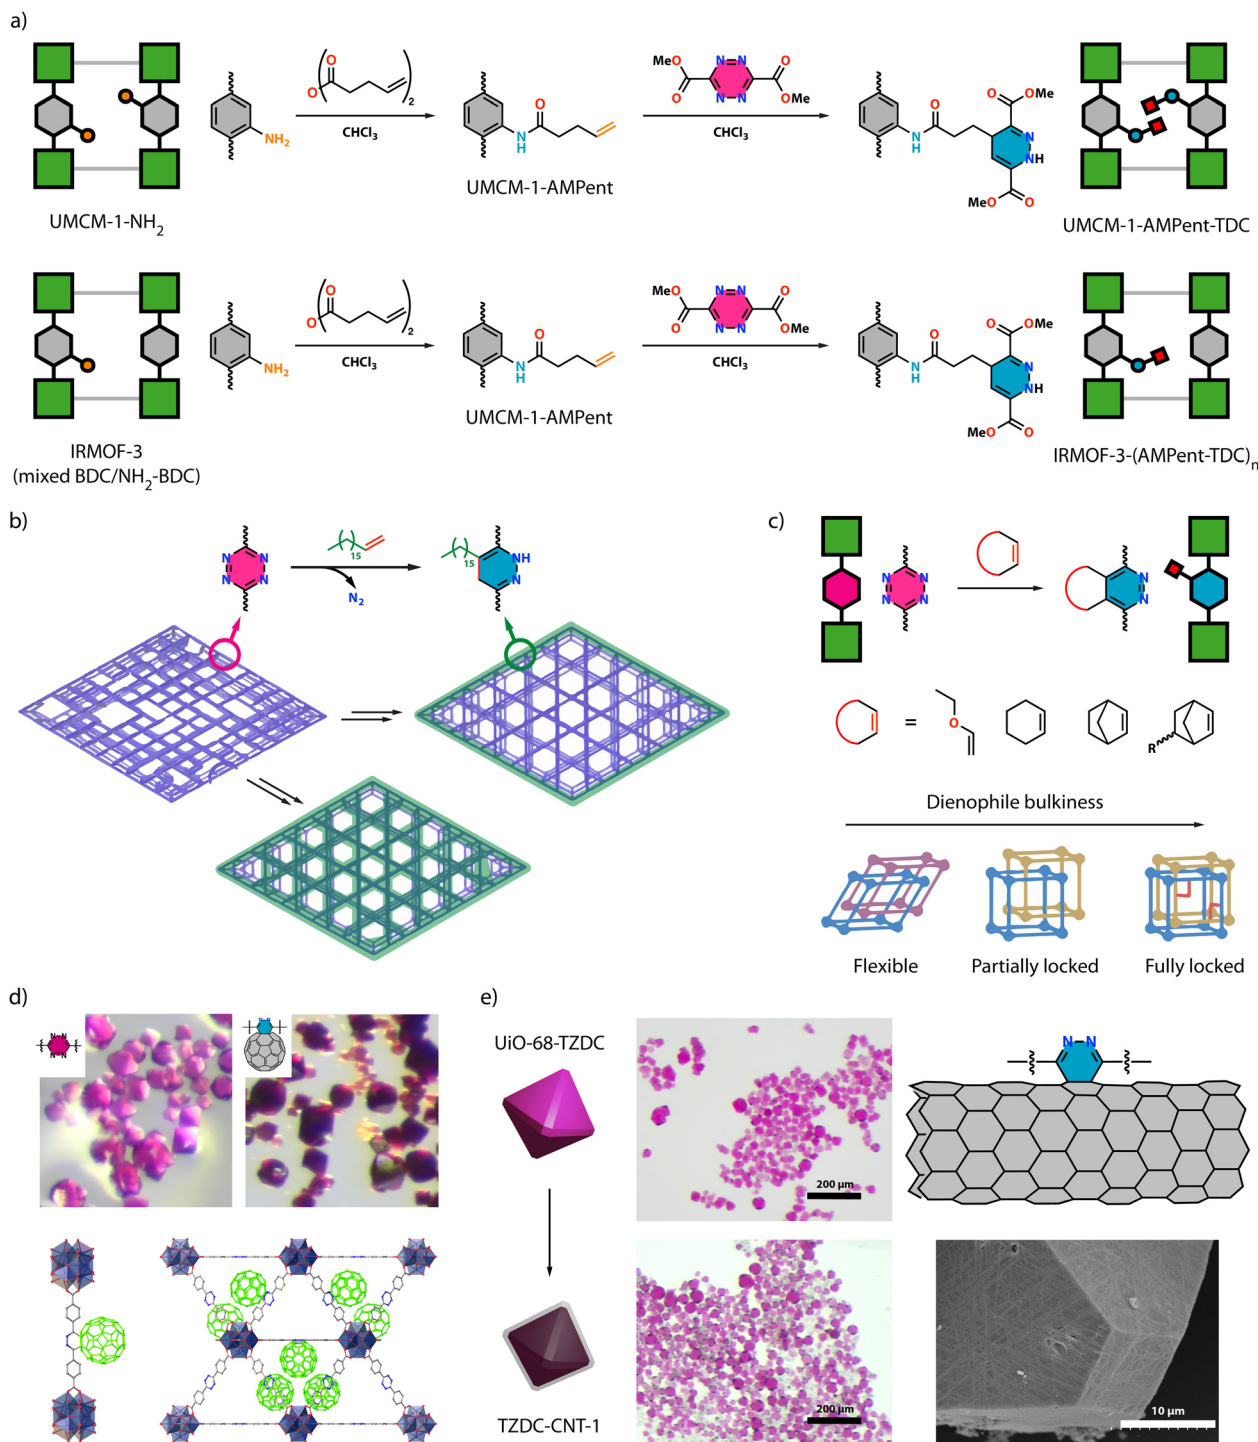 a)
O
O
2
CHCl₃
NH₂
O
N
H
UMCM-1-AMPent
MeO
O
N N
N N
O
OMe
CHCl₃
O
N
H
O
OMe
N
NH
MeO
O
UMCM-1-NH₂
UMCM-1-AMPent-TDC
O
O
2
CHCl₃
NH₂
O
N
H
UMCM-1-AMPent
MeO
O
N N
N N
O
OMe
CHCl₃
O
N
H
O
OMe
N
NH
MeO
O
IRMOF-3
(mixed BDC/NH₂-BDC)
IRMOF-3-(AMPent-TDC)ₙ
b)
N N
N N
15
N₂
15
NH
N
c)
N N
N N
N
N
=
O
R
Dienophile bulkiness
Flexible
Partially locked
Fully locked
d)
N N
N N
N N
e)
UiO-68-TZDC
200 µm
N N
TZDC-CNT-1
200 µm
10 µm